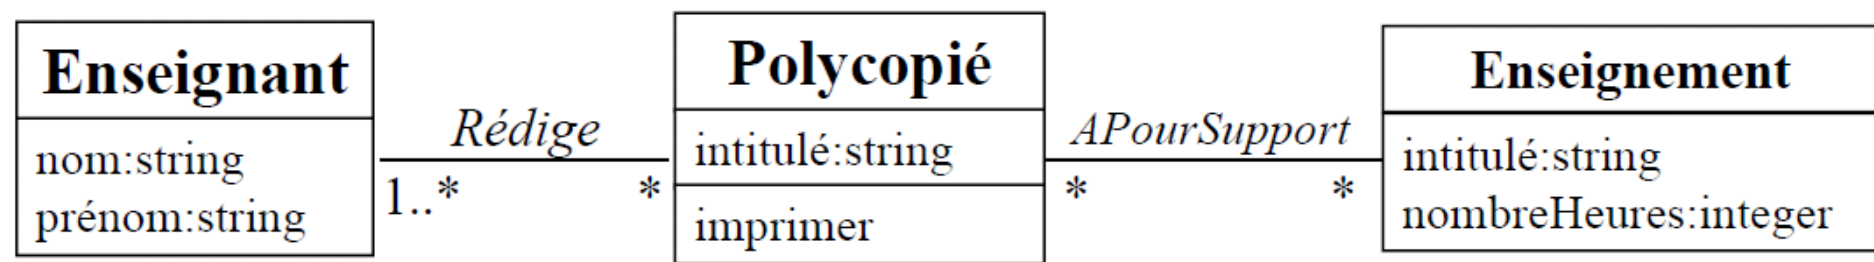 Enseignant
nom:string
prénom:string
Rédige
1..*
*
Polycopié
intitulé:string
imprimer
APourSupport
*
*
Enseignement
intitulé:string
nombreHeures:integer